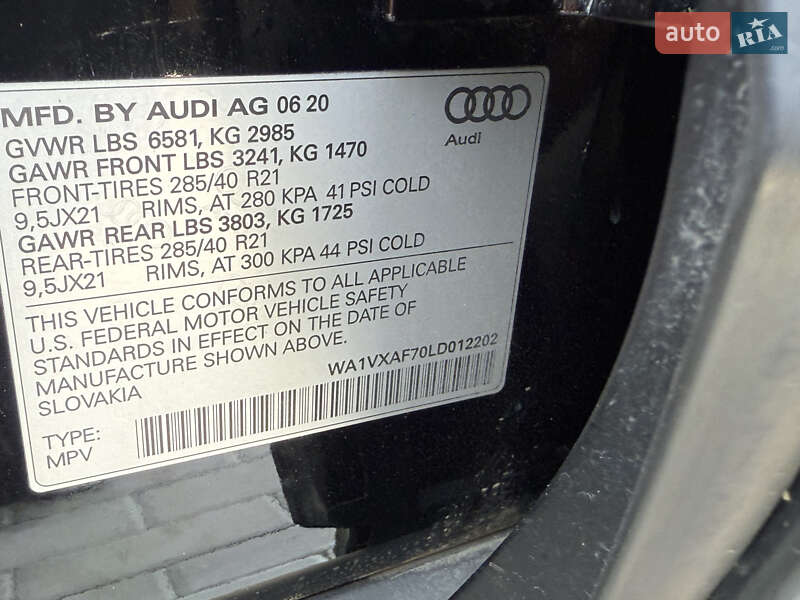 auto RIA
.com
MFD. BY AUDI AG 06 20
GVWR LBS 6581, KG 2985
GAWR FRONT LBS 3241, KG 1470
FRONT-TIRES 285/40 R21
9,5JX21 RIMS, AT 280 KPA 41 PSI COLD
GAWR REAR LBS 3803, KG 1725
REAR-TIRES 285/40 R21
9,5JX21 RIMS, AT 300 KPA 44 PSI COLD
Audi
THIS VEHICLE CONFORMS TO ALL APPLICABLE
U.S. FEDERAL MOTOR VEHICLE SAFETY
STANDARDS IN EFFECT ON THE DATE OF
MANUFACTURE SHOWN ABOVE.
SLOVAKIA
WA1VXAF70LD012202
TYPE:
MPV